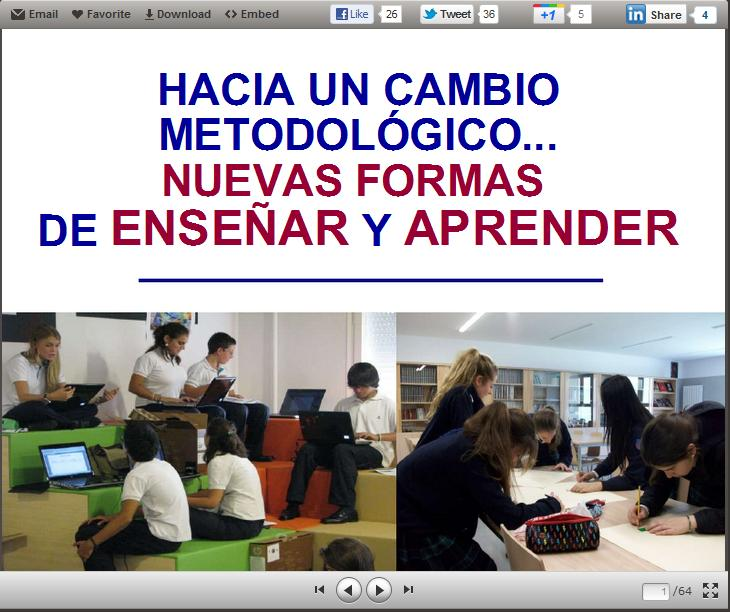 Email Favorite Download Embed Like 26 Tweet 36 +1 5 in Share 4
HACIA UN CAMBIO
METODOLÓGICO...
NUEVAS FORMAS
DE ENSEÑAR Y APRENDER
1 /64